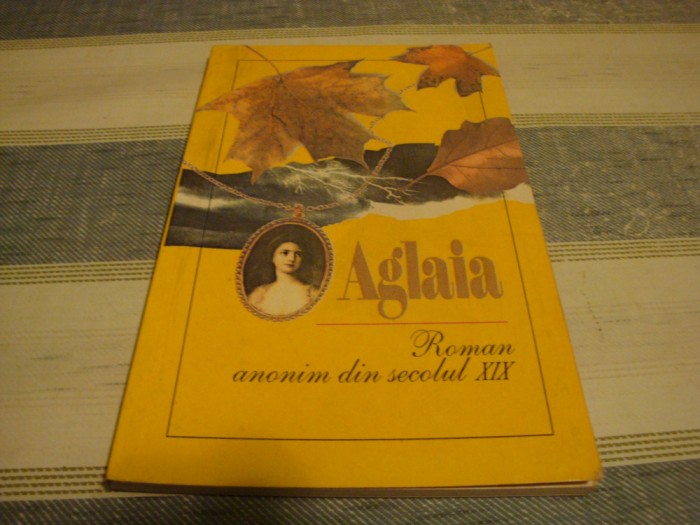 Aglaia
Roman
anonim din secolul XIX